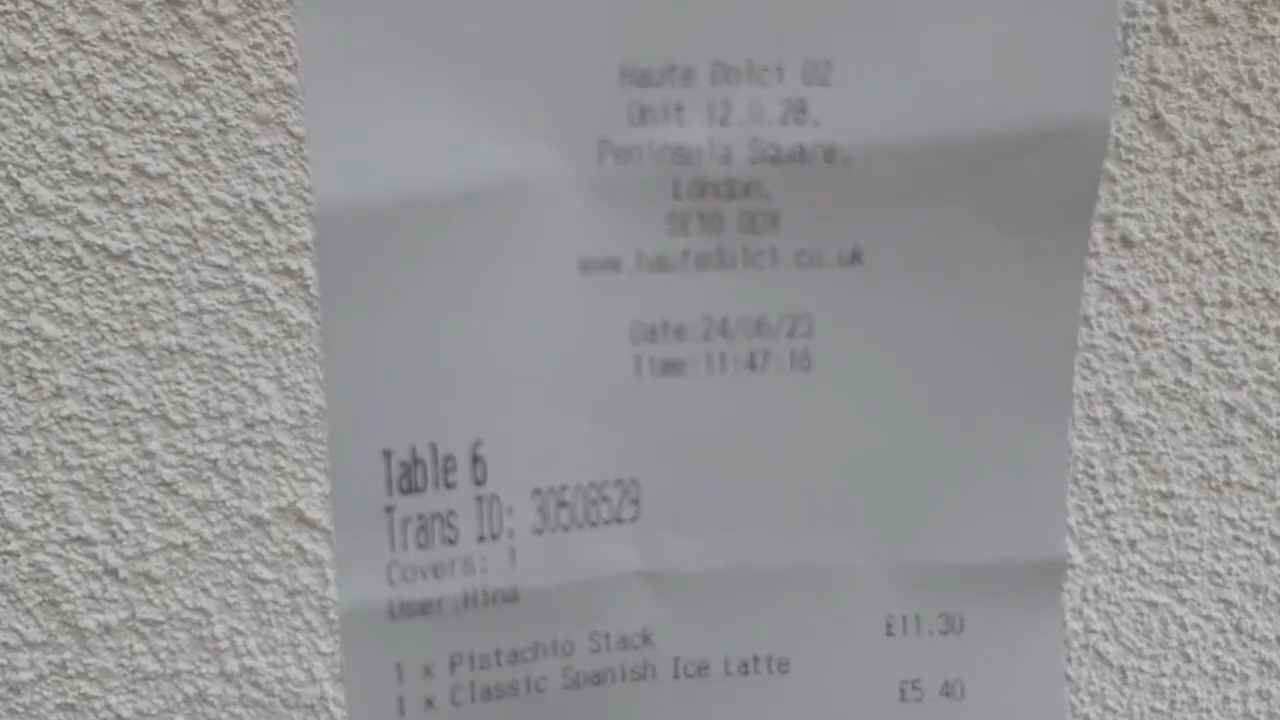 Haute Dolci O2
Unit 12.0.28,
Peninsula Square,
London,
SE10 0DX
www.hautedolci.co.uk
Date:24/06/23
Time:11:47:16
Table 6
Trans ID: 30508529
Covers: 1
User:Hina
1 x Pistachio Stack £11.30
1 x Classic Spanish Ice Latte £5.40